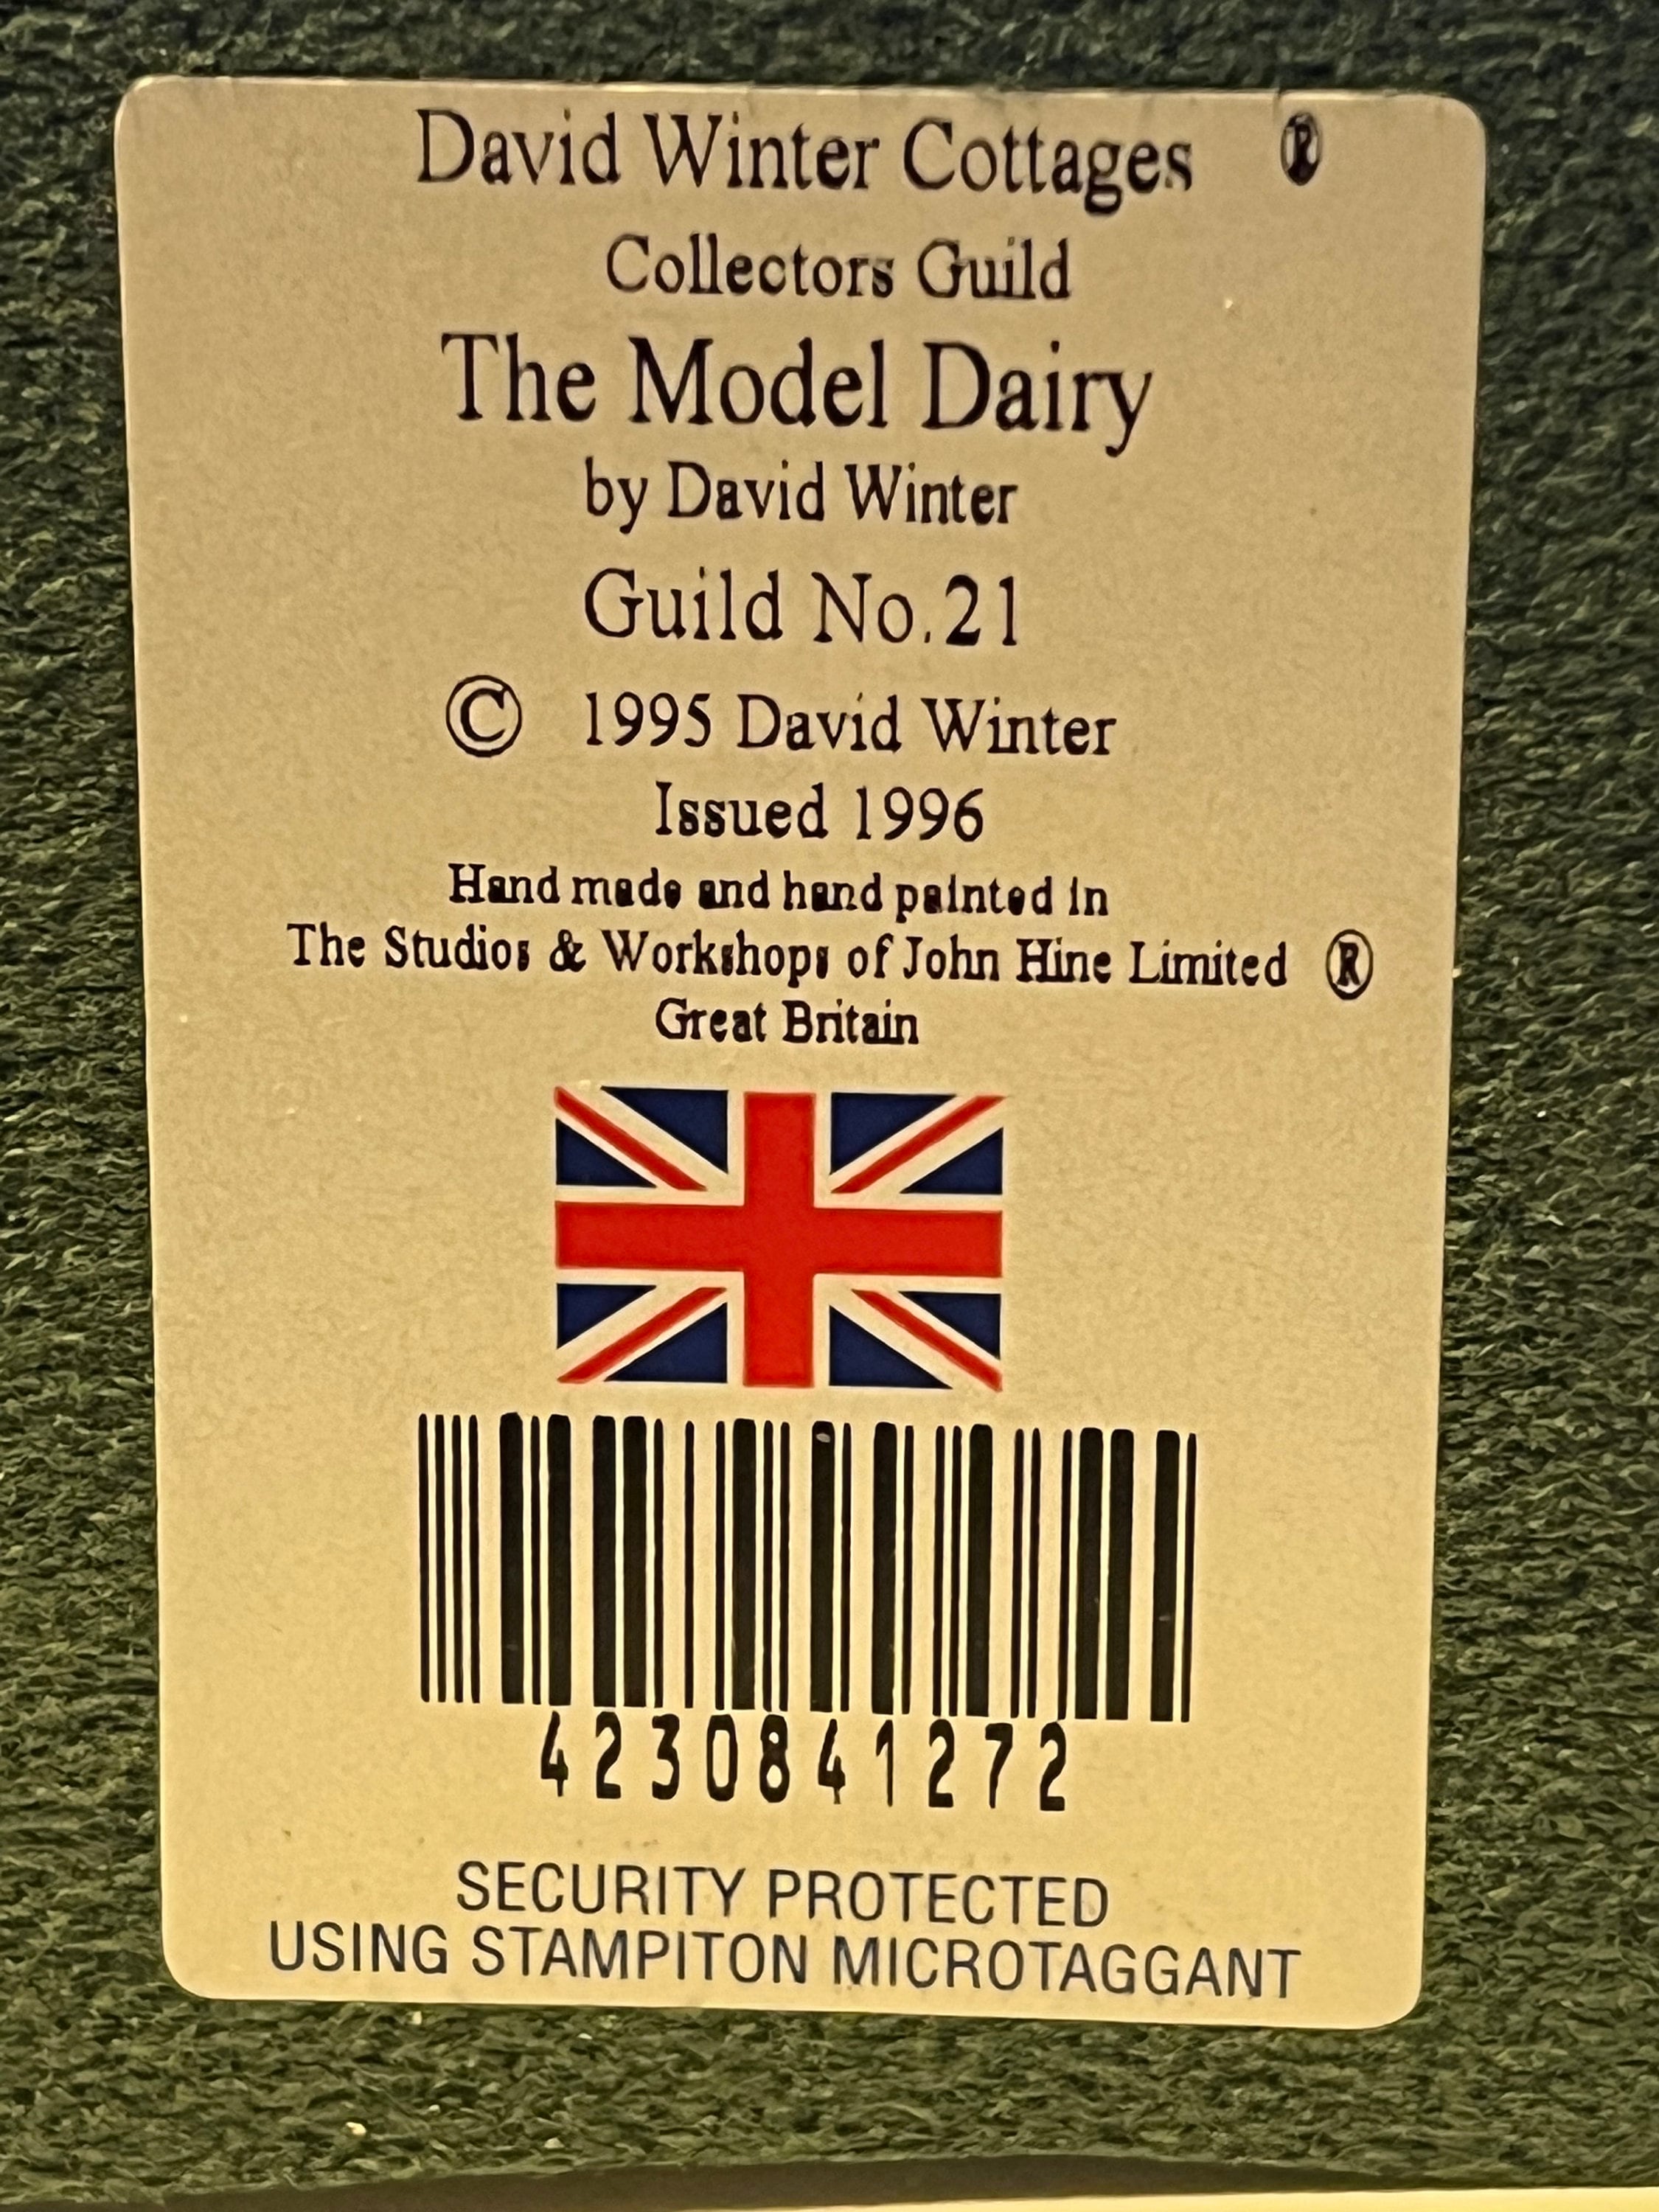 David Winter Cottages ®
Collectors Guild
The Model Dairy
by David Winter
Guild No.21
© 1995 David Winter
Issued 1996
Hand made and hand painted in
The Studios & Workshops of John Hine Limited ®
Great Britain
4230841272
SECURITY PROTECTED
USING STAMPITON MICROTAGGANT